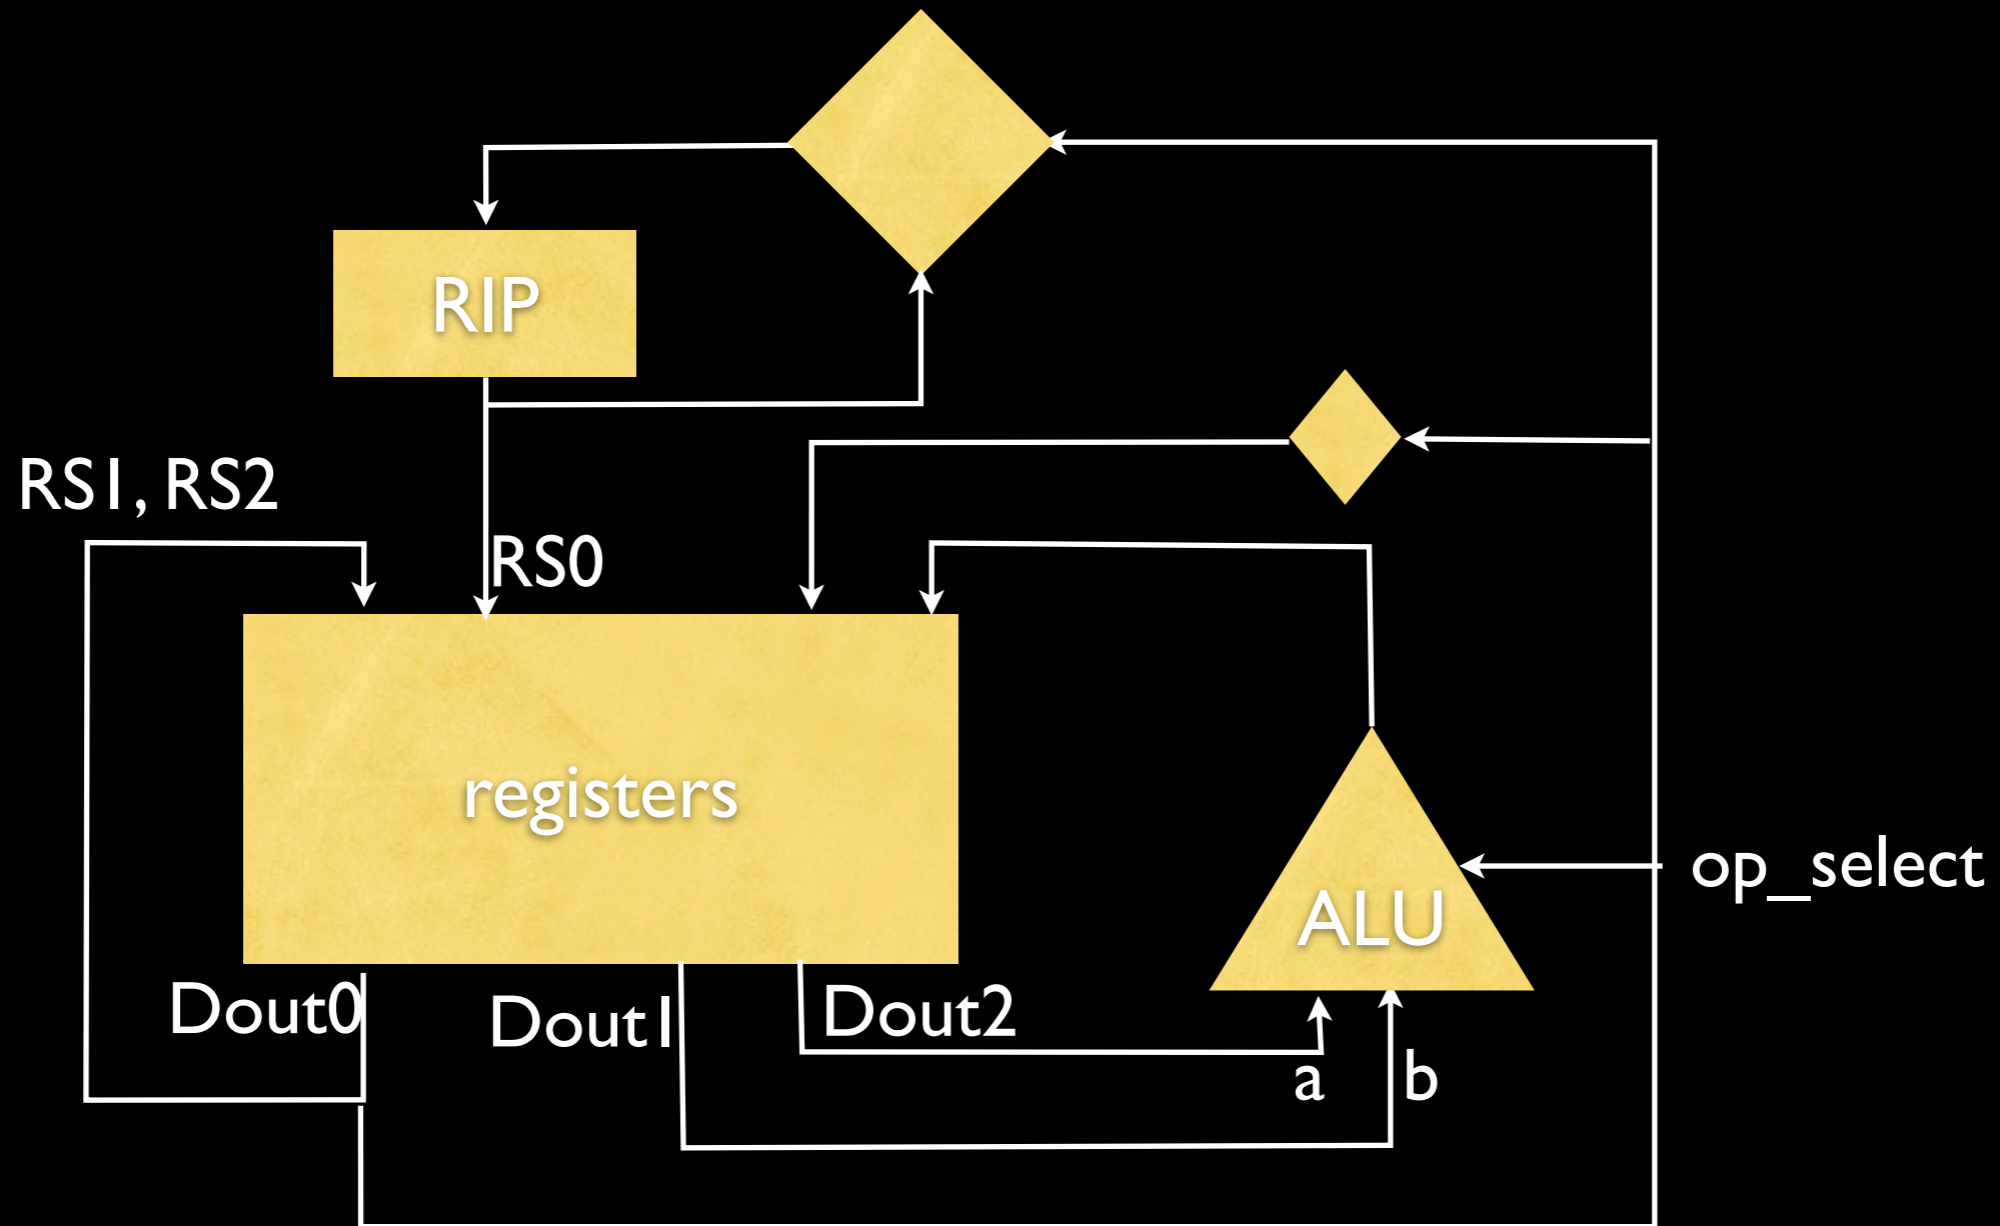 RIP
RS1, RS2
RS0
registers
op_select
ALU
Dout0
Dout1
Dout2
a
b